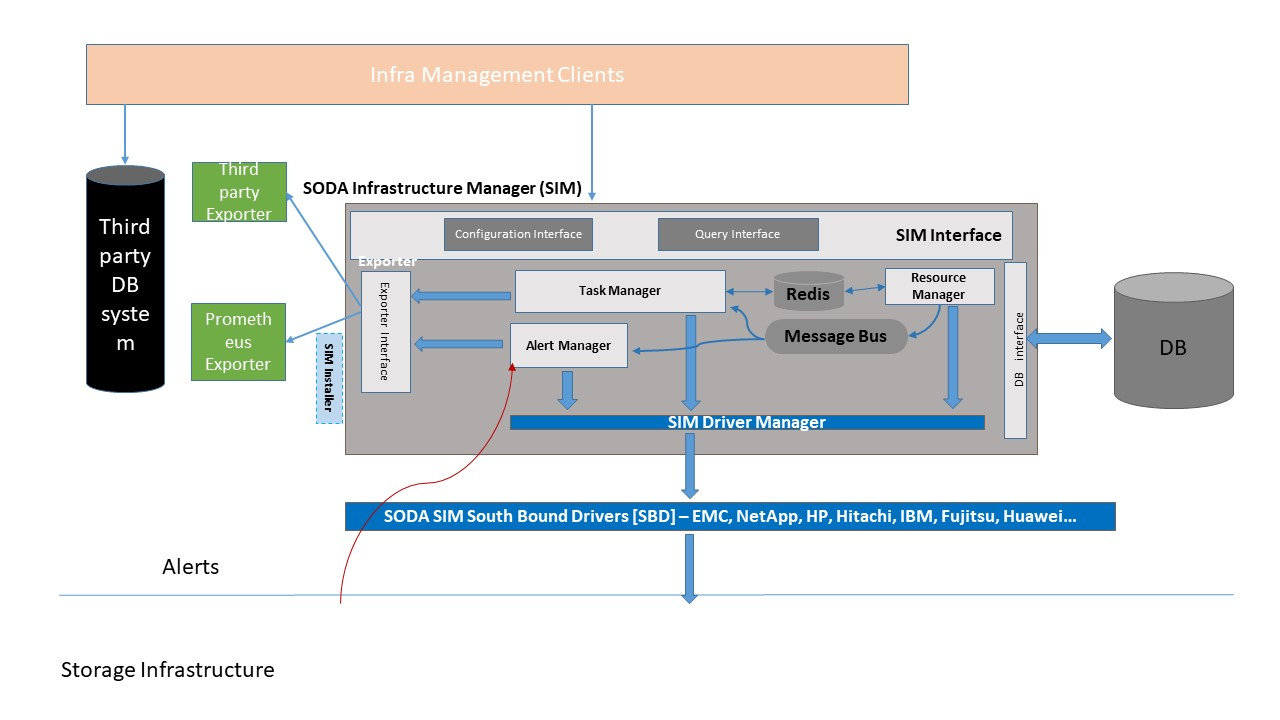 Infra Management Clients
Third
party
DB
syste
m
Third
party
Exporter
Prometh
eus
Exporter
SODA Infrastructure Manager (SIM)
Configuration Interface
Query Interface
SIM Interface
Exporter
Exporter Interface
SIM Installer
Task Manager
Redis
Resource
Manager
Alert Manager
Message Bus
DB interface
DB
SIM Driver Manager
SODA SIM South Bound Drivers [SBD] – EMC, NetApp, HP, Hitachi, IBM, Fujitsu, Huawei...
Alerts
Storage Infrastructure